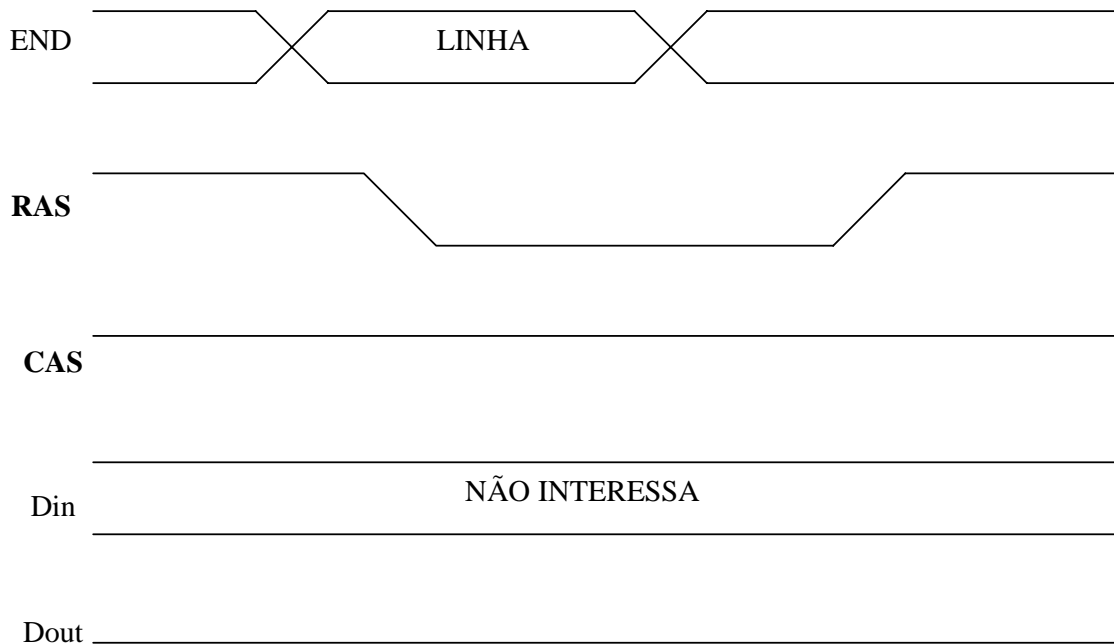 END
LINHA
RAS
CAS
NÃO INTERESSA
Din
Dout